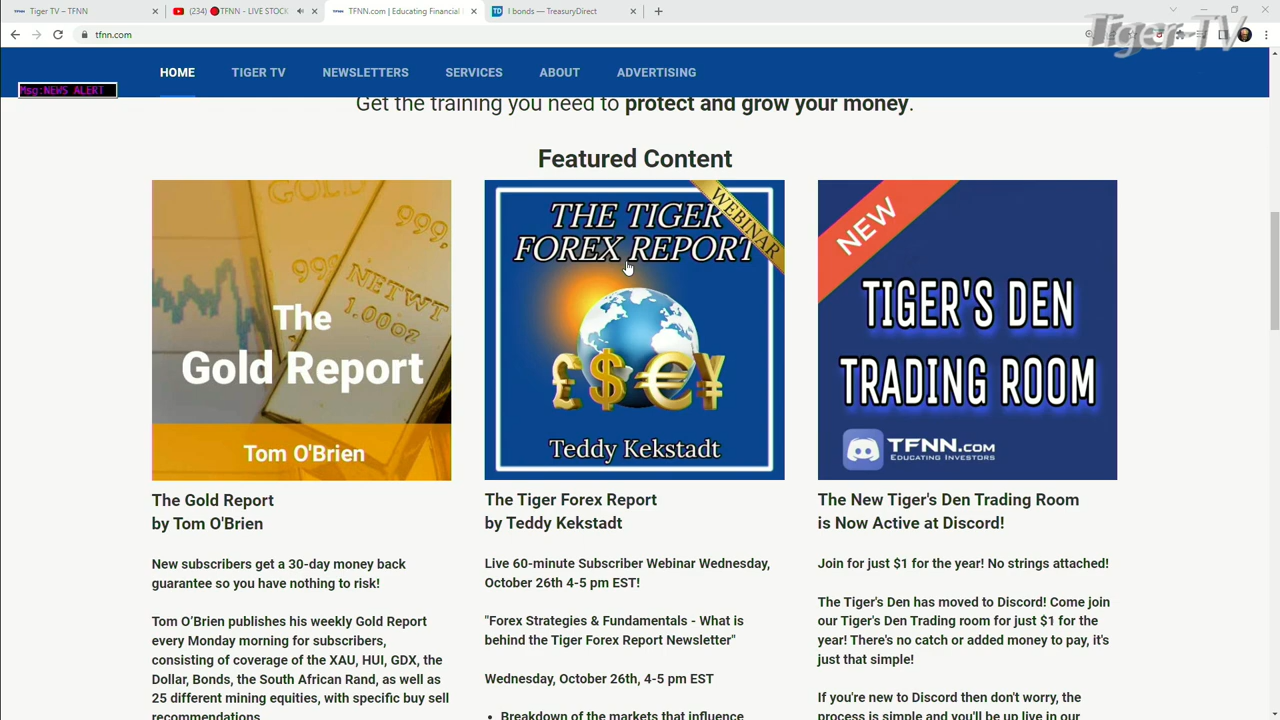 Tiger TV – TFNN
(234) 🔴TFNN - LIVE STOCK
TFNN.com | Educating Financial
I bonds — TreasuryDirect
tfnn.com
Tiger TV
HOME
TIGER TV
NEWSLETTERS
SERVICES
ABOUT
ADVERTISING
Msg:NEWS ALERT
Get the training you need to protect and grow your money.
Featured Content
GOLD
999.
999
NETWT
1.00oz
The
Gold Report
Tom O'Brien
THE TIGER
FOREX REPORT
WEBINAR
£$€¥
Teddy Kekstadt
NEW
TIGER'S DEN
TRADING ROOM
TFNN.com
EDUCATING INVESTORS
The Gold Report
by Tom O'Brien
New subscribers get a 30-day money back
guarantee so you have nothing to risk!
Tom O'Brien publishes his weekly Gold Report
every Monday morning for subscribers,
consisting of coverage of the XAU, HUI, GDX, the
Dollar, Bonds, the South African Rand, as well as
25 different mining equities, with specific buy sell
recommendations.
The Tiger Forex Report
by Teddy Kekstadt
Live 60-minute Subscriber Webinar Wednesday,
October 26th 4-5 pm EST!
"Forex Strategies & Fundamentals - What is
behind the Tiger Forex Report Newsletter"
Wednesday, October 26th, 4-5 pm EST
• Breakdown of the markets that influence
The New Tiger's Den Trading Room
is Now Active at Discord!
Join for just $1 for the year! No strings attached!
The Tiger's Den has moved to Discord! Come join
our Tiger's Den Trading room for just $1 for the
year! There's no catch or added money to pay, it's
just that simple!
If you're new to Discord then don't worry, the
process is simple and you'll be up live in our